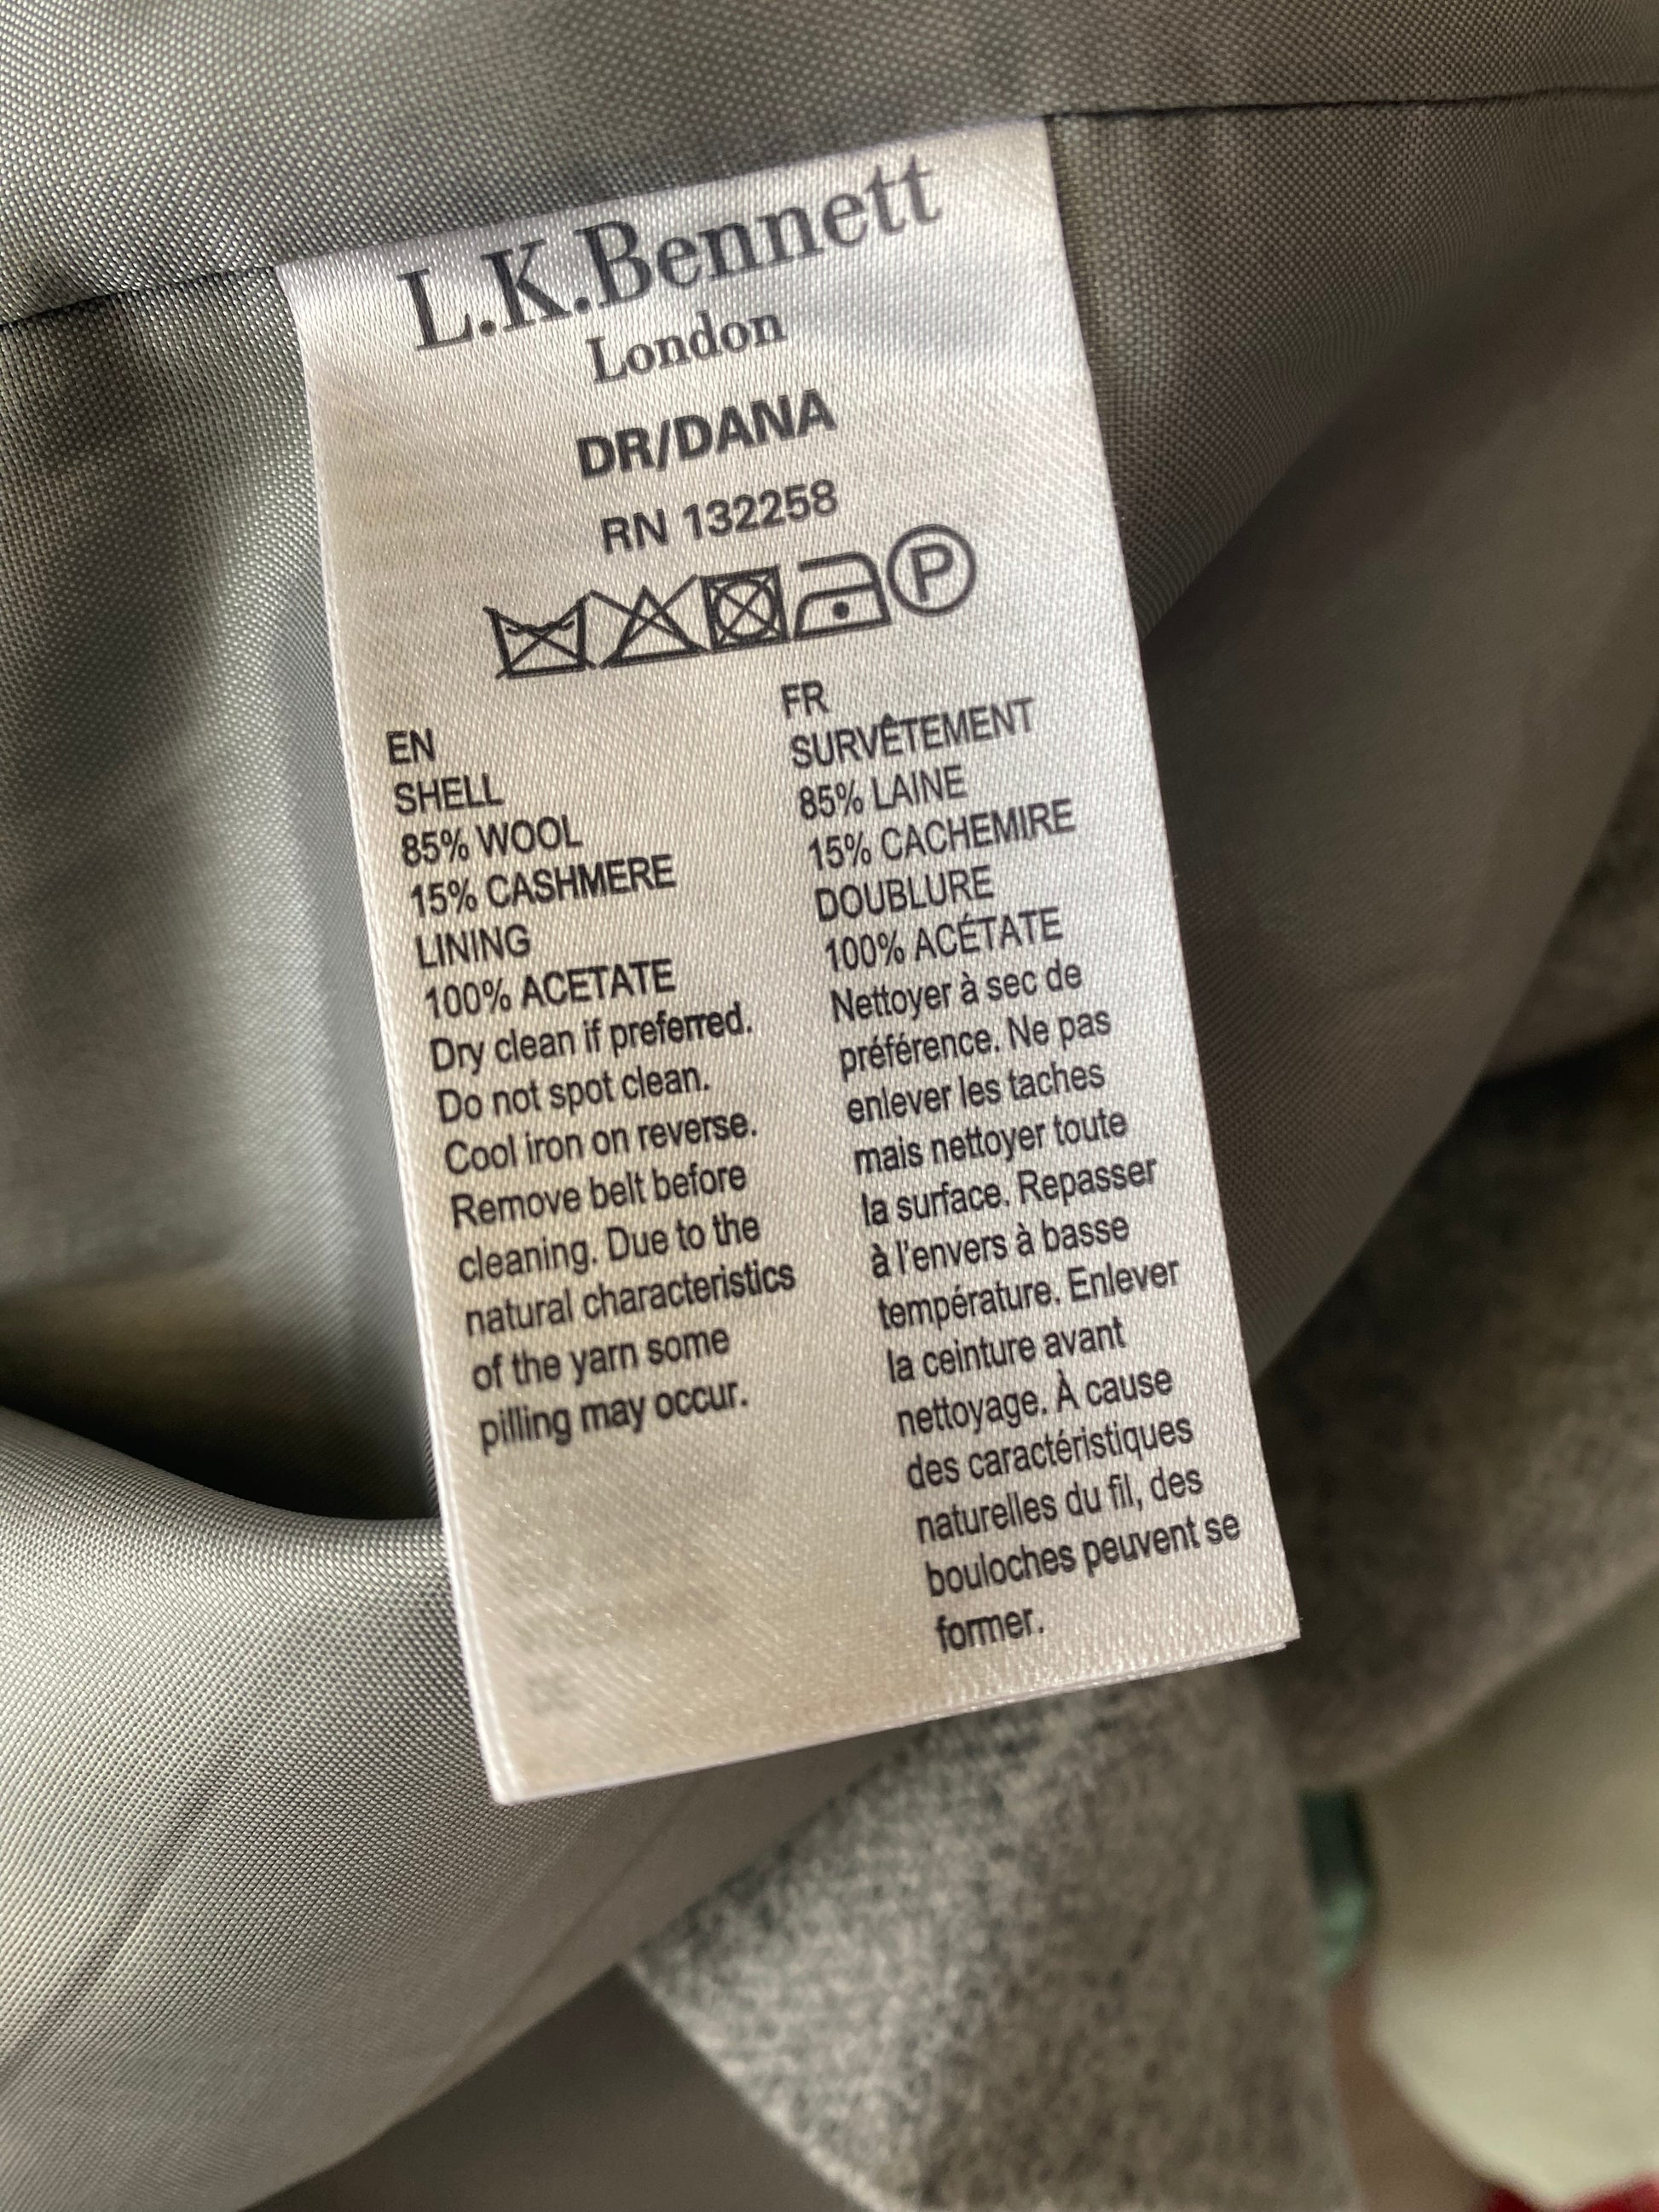 L.K.Bennett
London
DR/DANA
RN 132258
P
EN
SHELL
85% WOOL
15% CASHMERE
LINING
100% ACETATE
Dry clean if preferred.
Do not spot clean.
Cool iron on reverse.
Remove belt before
cleaning. Due to the
natural characteristics
of the yarn some
pilling may occur.
FR
SURVÊTEMENT
85% LAINE
15% CACHEMIRE
DOUBLURE
100% ACÉTATE
Nettoyer à sec de
préférence. Ne pas
enlever les taches
mais nettoyer toute
la surface. Repasser
à l'envers à basse
température. Enlever
la ceinture avant
nettoyage. À cause
des caractéristiques
naturelles du fil, des
bouloches peuvent se
former.